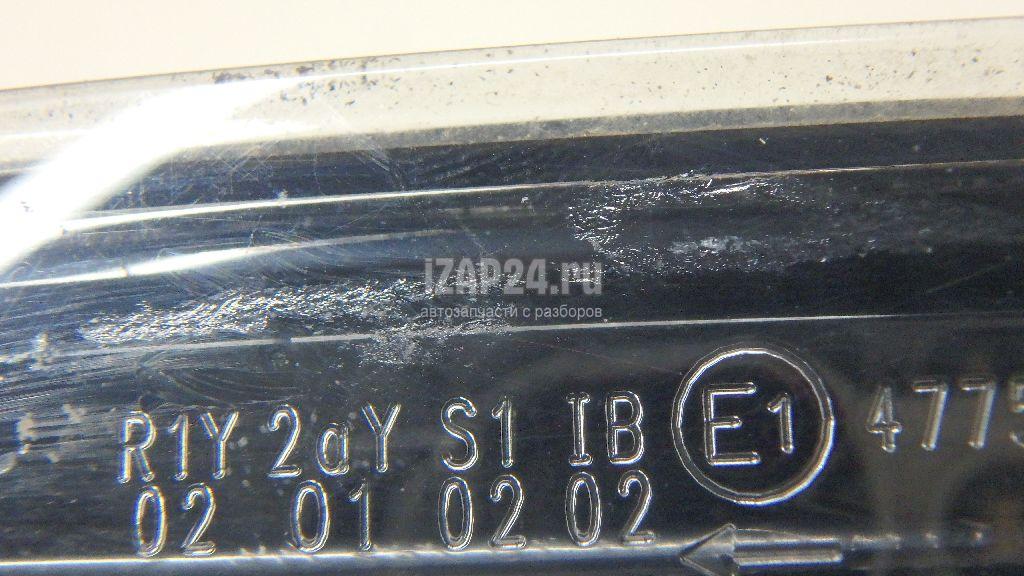 iZAP24.ru
автозапчасти с разборов
R1Y 2aY S1 IB E1 4775
02 01 02 02